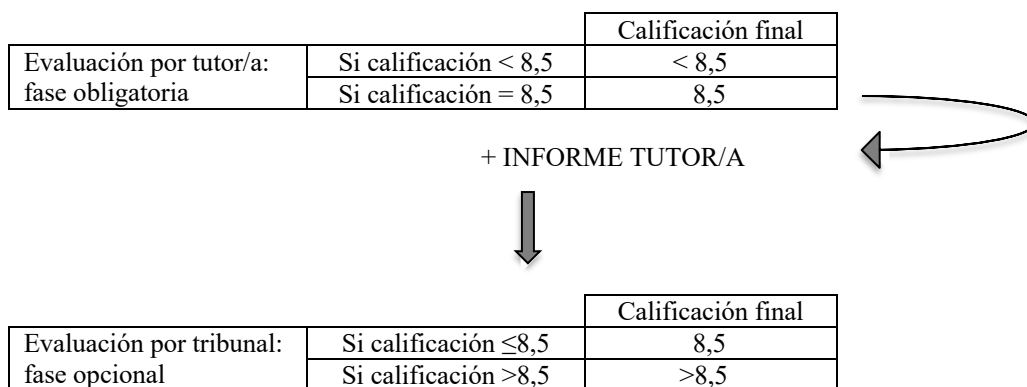 Calificación final
Evaluación por tutor/a: Si calificación < 8,5 < 8,5
fase obligatoria Si calificación = 8,5 8,5
+ INFORME TUTOR/A
Calificación final
Evaluación por tribunal: Si calificación ≤8,5 8,5
fase opcional Si calificación >8,5 >8,5